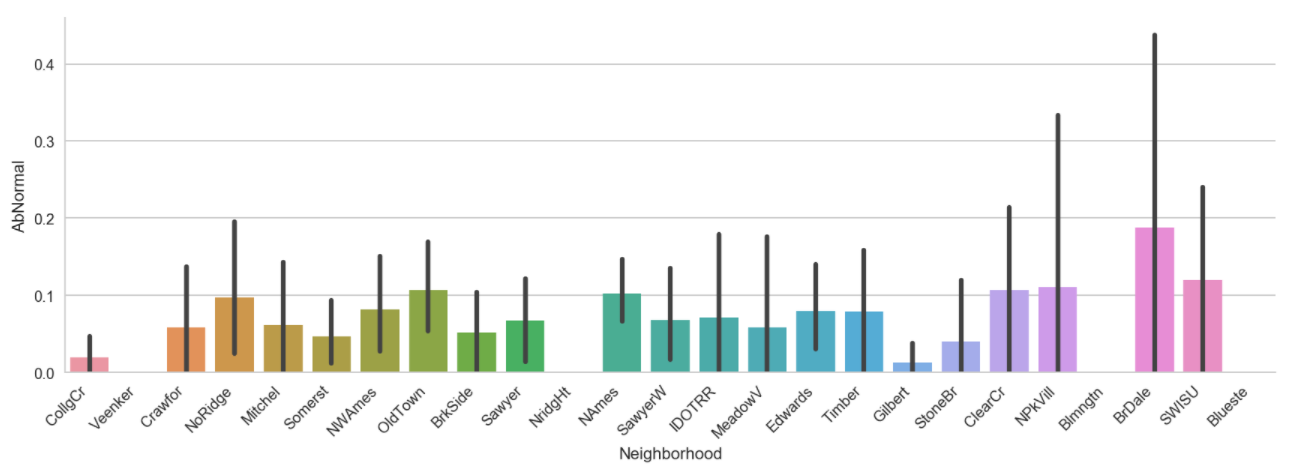 0.4
0.3
0.2
0.1
0.0
AbNormal
CollgCr
Veenker
Crawfor
NoRidge
Mitchel
Somerst
NWAmes
OldTown
BrkSide
Sawyer
NridgHt
NAmes
SawyerW
IDOTRR
MeadowV
Edwards
Timber
Gilbert
StoneBr
ClearCr
NPkVill
Blmngtn
BrDale
SWISU
Blueste
Neighborhood